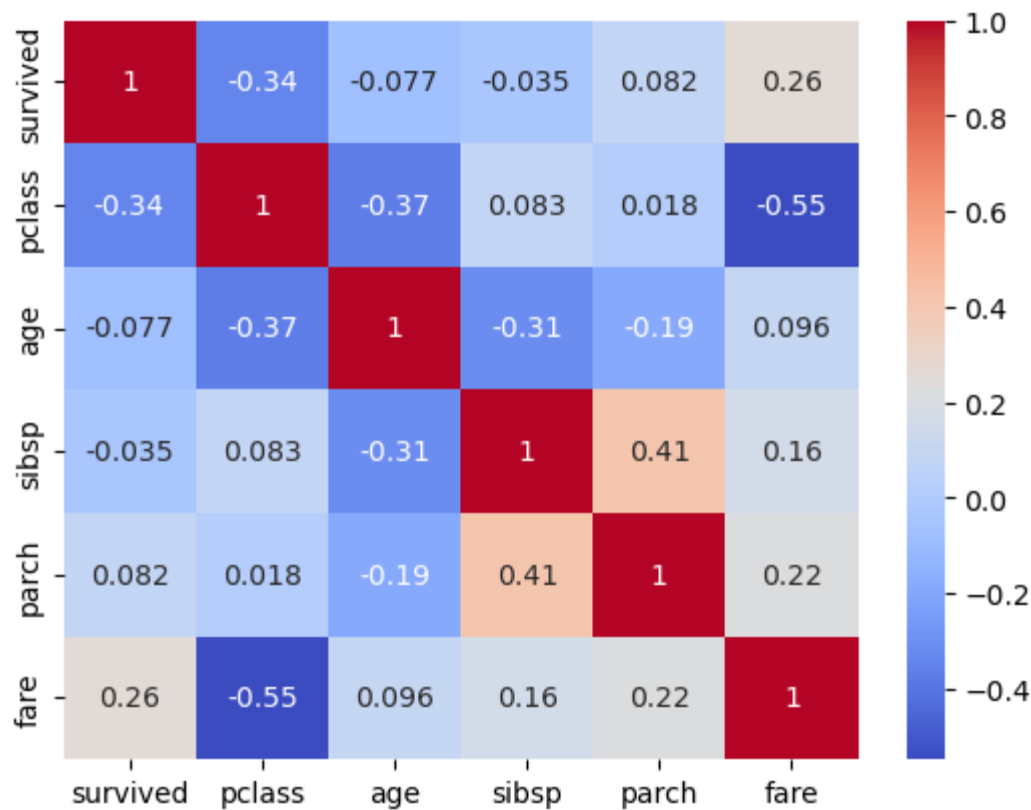 survived 1 -0.34 -0.077 -0.035 0.082 0.26
pclass -0.34 1 -0.37 0.083 0.018 -0.55
age -0.077 -0.37 1 -0.31 -0.19 0.096
sibsp -0.035 0.083 -0.31 1 0.41 0.16
parch 0.082 0.018 -0.19 0.41 1 0.22
fare 0.26 -0.55 0.096 0.16 0.22 1
survived pclass age sibsp parch fare
1.0
0.8
0.6
0.4
0.2
0.0
−0.2
−0.4